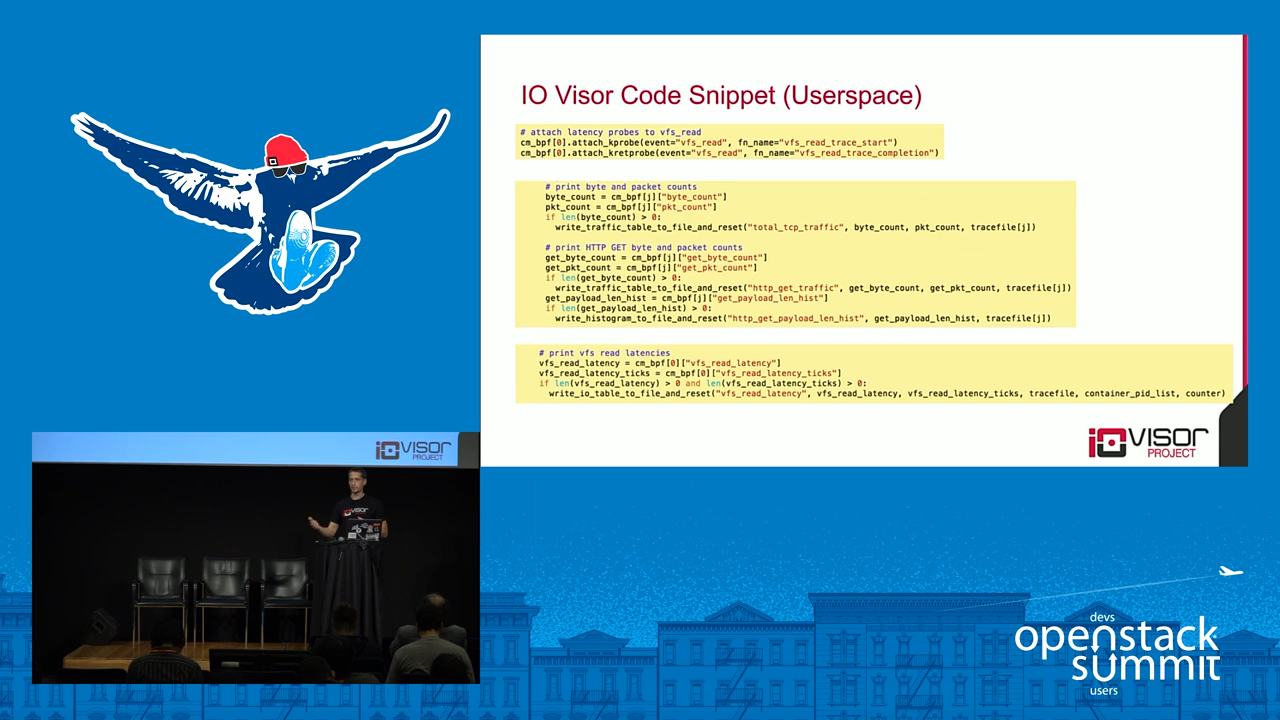 IO Visor Code Snippet (Userspace)
# attach latency probes to vfs_read
cm_bpf[0].attach_kprobe(event="vfs_read", fn_name="vfs_read_trace_start")
cm_bpf[0].attach_kretprobe(event="vfs_read", fn_name="vfs_read_trace_completion")
# print byte and packet counts
byte_count = cm_bpf[j]["byte_count"]
pkt_count = cm_bpf[j]["pkt_count"]
if len(byte_count) > 0:
write_traffic_table_to_file_and_reset("total_tcp_traffic", byte_count, pkt_count, tracefile[j])
# print HTTP GET byte and packet counts
get_byte_count = cm_bpf[j]["get_byte_count"]
get_pkt_count = cm_bpf[j]["get_pkt_count"]
if len(get_byte_count) > 0:
write_traffic_table_to_file_and_reset("http_get_traffic", get_byte_count, get_pkt_count, tracefile[j])
get_payload_len_hist = cm_bpf[j]["get_payload_len_hist"]
if len(get_payload_len_hist) > 0:
write_histogram_to_file_and_reset("http_get_payload_len_hist", get_payload_len_hist, tracefile[j])
# print vfs read latencies
vfs_read_latency = cm_bpf[0]["vfs_read_latency"]
vfs_read_latency_ticks = cm_bpf[0]["vfs_read_latency_ticks"]
if len(vfs_read_latency) > 0 and len(vfs_read_latency_ticks) > 0:
write_io_table_to_file_and_reset("vfs_read_latency", vfs_read_latency, vfs_read_latency_ticks, tracefile, container_pid_list, counter)
iOVISOR
PROJECT
iOVISOR
PROJECT
iOVISOR
devs
openstack
summit
users